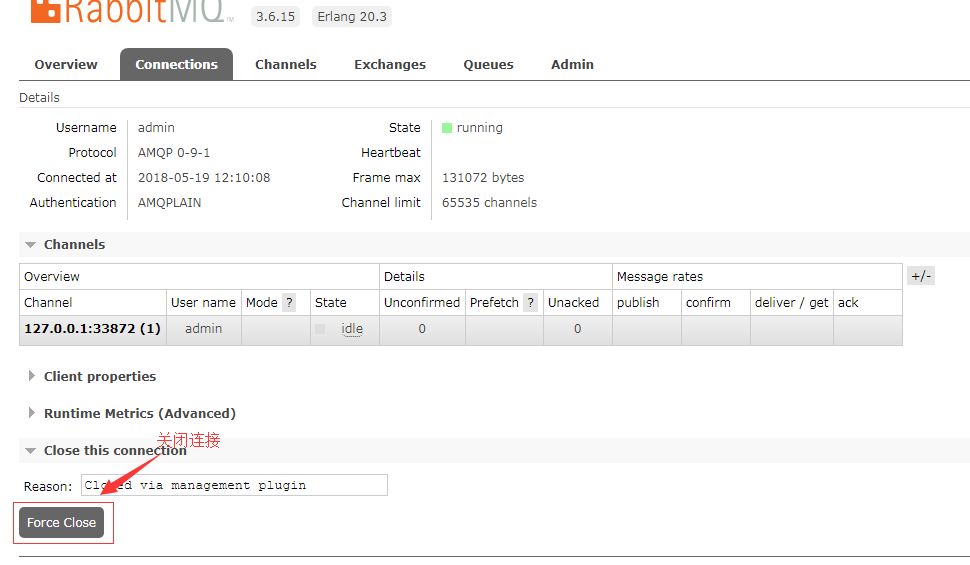 RabbitMQ TM 3.6.15 Erlang 20.3
Overview Connections Channels Exchanges Queues Admin
Details
Username admin State running
Protocol AMQP 0-9-1 Heartbeat
Connected at 2018-05-19 12:10:08 Frame max 131072 bytes
Authentication AMQPLAIN Channel limit 65535 channels
Channels
Overview Details Message rates +/-
Channel User name Mode ? State Unconfirmed Prefetch ? Unacked publish confirm deliver / get ack
127.0.0.1:33872 (1) admin idle 0 0
Client properties
Runtime Metrics (Advanced)
关闭连接
Close this connection
Reason: Closed via management plugin
Force Close